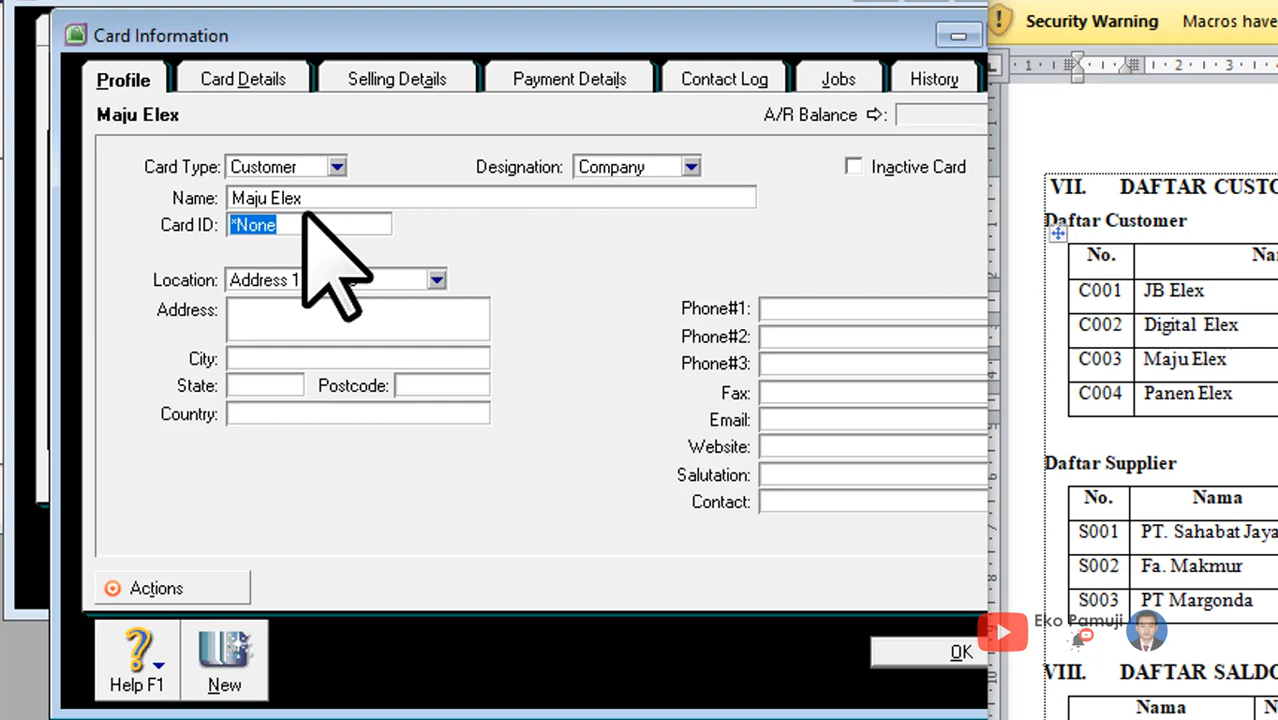 Card Information
Profile
Card Details
Selling Details
Payment Details
Contact Log
Jobs
History
Maju Elex
A/R Balance ⇨:
Card Type: Customer
Designation: Company
Inactive Card
Name: Maju Elex
Card ID: *None
Location: Address 1
Address:
City:
State:
Postcode:
Country:
Phone#1:
Phone#2:
Phone#3:
Fax:
Email:
Website:
Salutation:
Contact:
Actions
Help F1
New
OK
Security Warning Macros have
1 1 2 3 4
VII. DAFTAR CUSTO
Daftar Customer
No. Na
C001 JB Elex
C002 Digital Elex
C003 Maju Elex
C004 Panen Elex
Daftar Supplier
No. Nama
S001 PT. Sahabat Jaya
S002 Fa. Makmur
S003 PT Margonda
Eko Pamuji
VIII. DAFTAR SALDO
Nama N